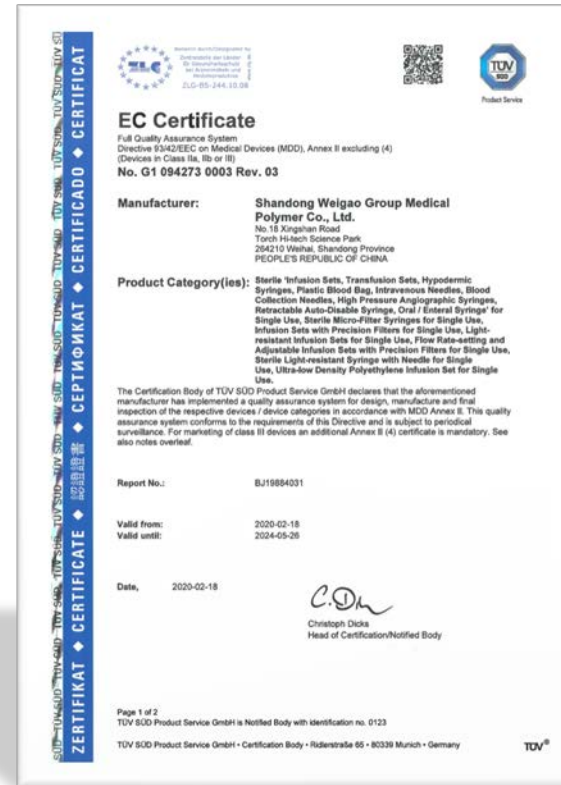 ZLG
ZLG-BS-244.10.08
TÜV
SÜD
Product Service
EC Certificate
Full Quality Assurance System
Directive 93/42/EEC on Medical Devices (MDD), Annex II excluding (4)
(Devices in Class IIa, IIb or III)
No. G1 094273 0003 Rev. 03
Manufacturer:
Shandong Weigao Group Medical
Polymer Co., Ltd.
No.18 Xingshan Road
Torch Hi-tech Science Park
264210 Weihai, Shandong Province
PEOPLE'S REPUBLIC OF CHINA
Product Category(ies):
Sterile 'Infusion Sets, Transfusion Sets, Hypodermic
Syringes, Plastic Blood Bag, Intravenous Needles, Blood
Collection Needles, High Pressure Angiographic Syringes,
Retractable Auto-Disable Syringe, Oral / Enteral Syringe' for
Single Use, Sterile Micro-Filter Syringes for Single Use,
Infusion Sets with Precision Filters for Single Use, Light-
resistant Infusion Sets for Single Use, Flow Rate-setting and
Adjustable Infusion Sets with Precision Filters for Single Use,
Sterile Light-resistant Syringe with Needle for Single
Use, Ultra-low Density Polyethylene Infusion Set for Single
Use.
The Certification Body of TÜV SÜD Product Service GmbH declares that the aforementioned
manufacturer has implemented a quality assurance system for design, manufacture and final
inspection of the respective devices / device categories in accordance with MDD Annex II. This quality
assurance system conforms to the requirements of this Directive and is subject to periodical
surveillance. For marketing of class III devices an additional Annex II (4) certificate is mandatory. See
also notes overleaf.
Report No.: BJ19884031
Valid from: 2020-02-18
Valid until: 2024-05-26
Date, 2020-02-18
Christoph Dicks
Head of Certification/Notified Body
Page 1 of 2
TÜV SÜD Product Service GmbH is Notified Body with identification no. 0123
TÜV SÜD Product Service GmbH • Certification Body • Ridlerstraße 65 • 80339 Munich • Germany
TÜV®
ZERTIFIKAT ◆ CERTIFICATE ◆ 認證證書 ◆ СЕРТИФИКАТ ◆ CERTIFICADO ◆ CERTIFICAT